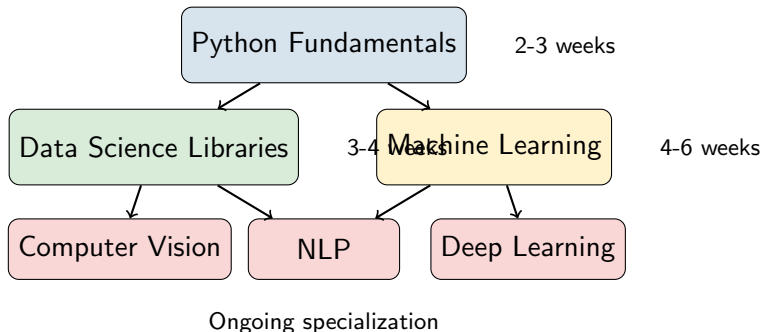 Python Fundamentals
2-3 weeks
Data Science Libraries
3-4 weeks
Machine Learning
4-6 weeks
Computer Vision
NLP
Deep Learning
Ongoing specialization